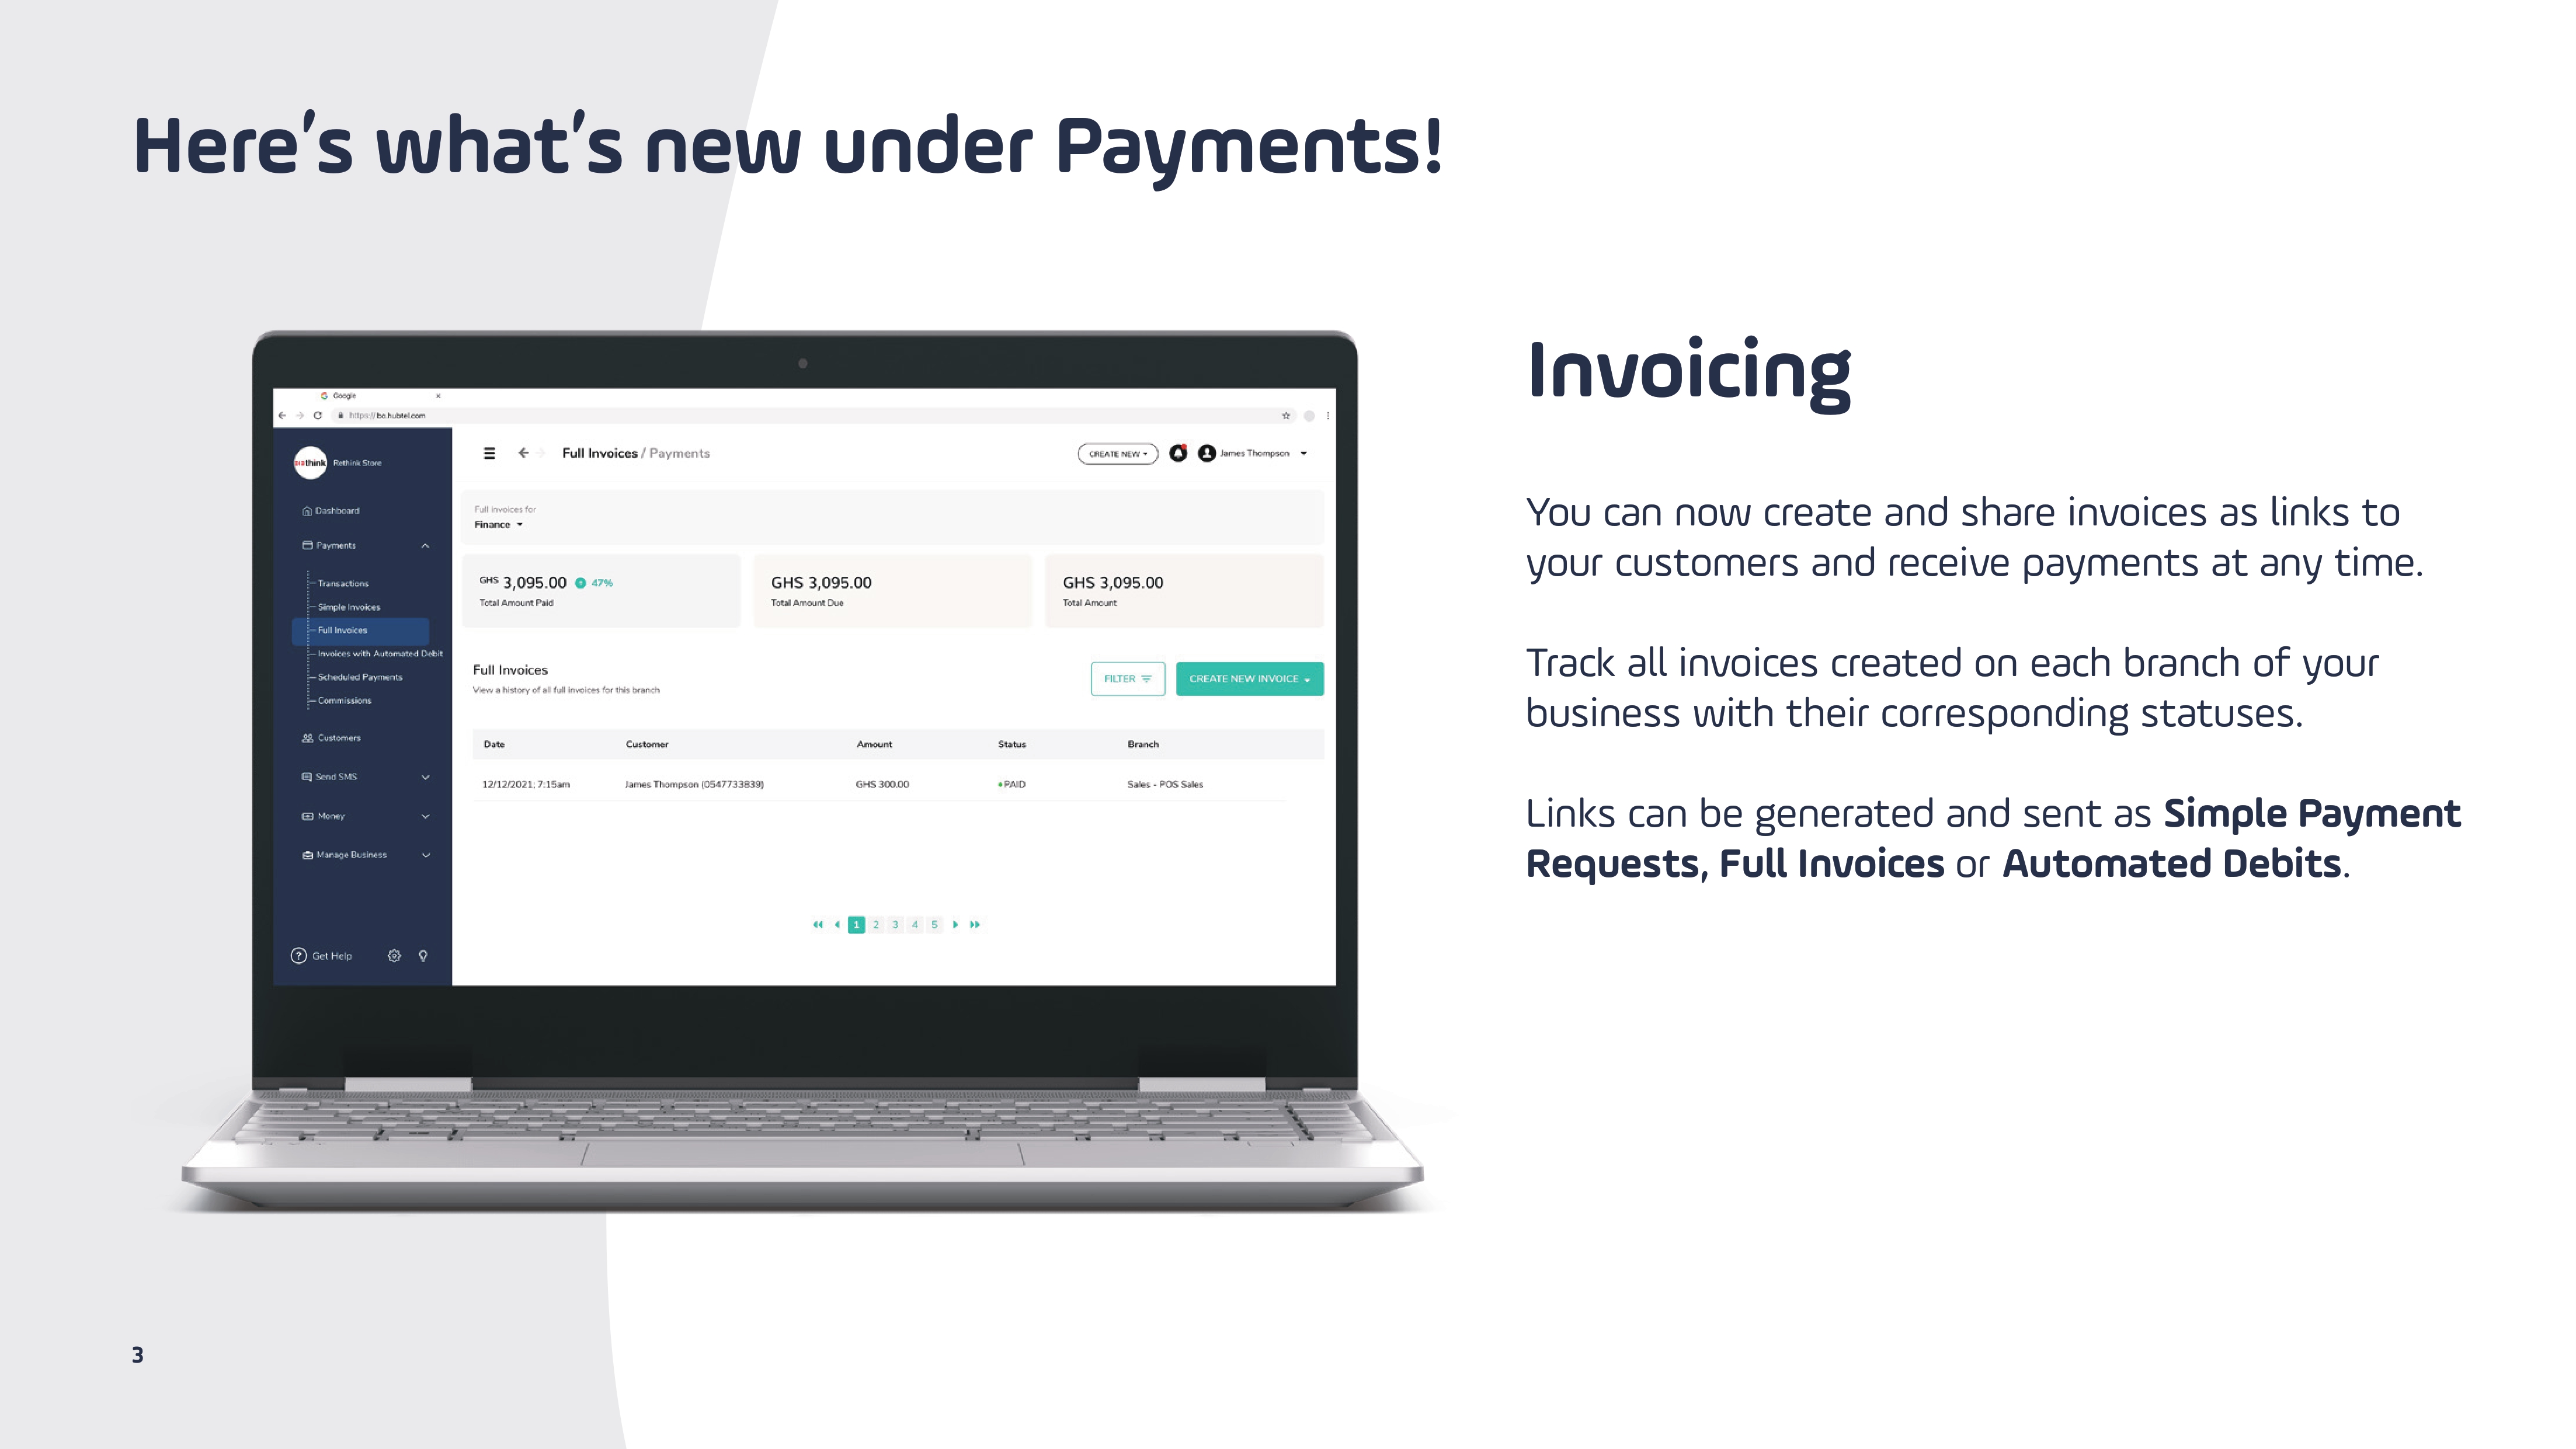 Here's what's new under Payments!
Google
https://bo.hubtel.com
think
Rethink Store
Dashboard
Payments
Transactions
Simple Invoices
Full Invoices
Invoices with Automated Debit
Scheduled Payments
Commissions
Customers
Send SMS
Money
Manage Business
Get Help
Full Invoices / Payments
CREATE NEW
James Thompson
Full invoices for
Finance
GHS 3,095.00 47%
Total Amount Paid
GHS 3,095.00
Total Amount Due
GHS 3,095.00
Total Amount
Full Invoices
View a history of all full invoices for this branch
FILTER
CREATE NEW INVOICE
Date Customer Amount Status Branch
12/12/2021; 7:15am James Thompson (0547733839) GHS 300.00 PAID Sales - POS Sales
1 2 3 4 5
Invoicing
You can now create and share invoices as links to
your customers and receive payments at any time.
Track all invoices created on each branch of your
business with their corresponding statuses.
Links can be generated and sent as Simple Payment
Requests, Full Invoices or Automated Debits.
3